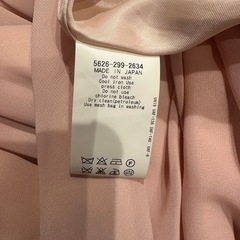 5626-299-2634
MADE IN JAPAN
Do not wash
Cool iron Use
press cloth
Do not use
chlorine bleach
Dry clean(petroleum)
Use mesh bag in washing